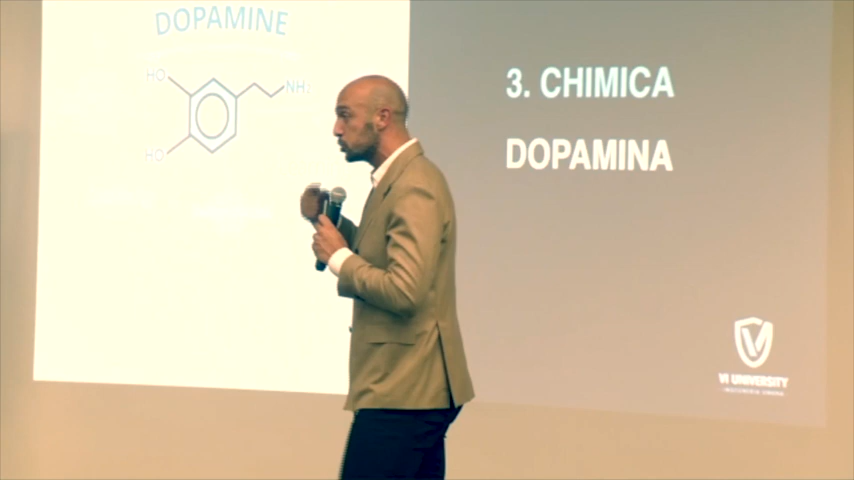 DOPAMINE
HO
NH₂
HO
3. CHIMICA
DOPAMINA
VI UNIVERSITY